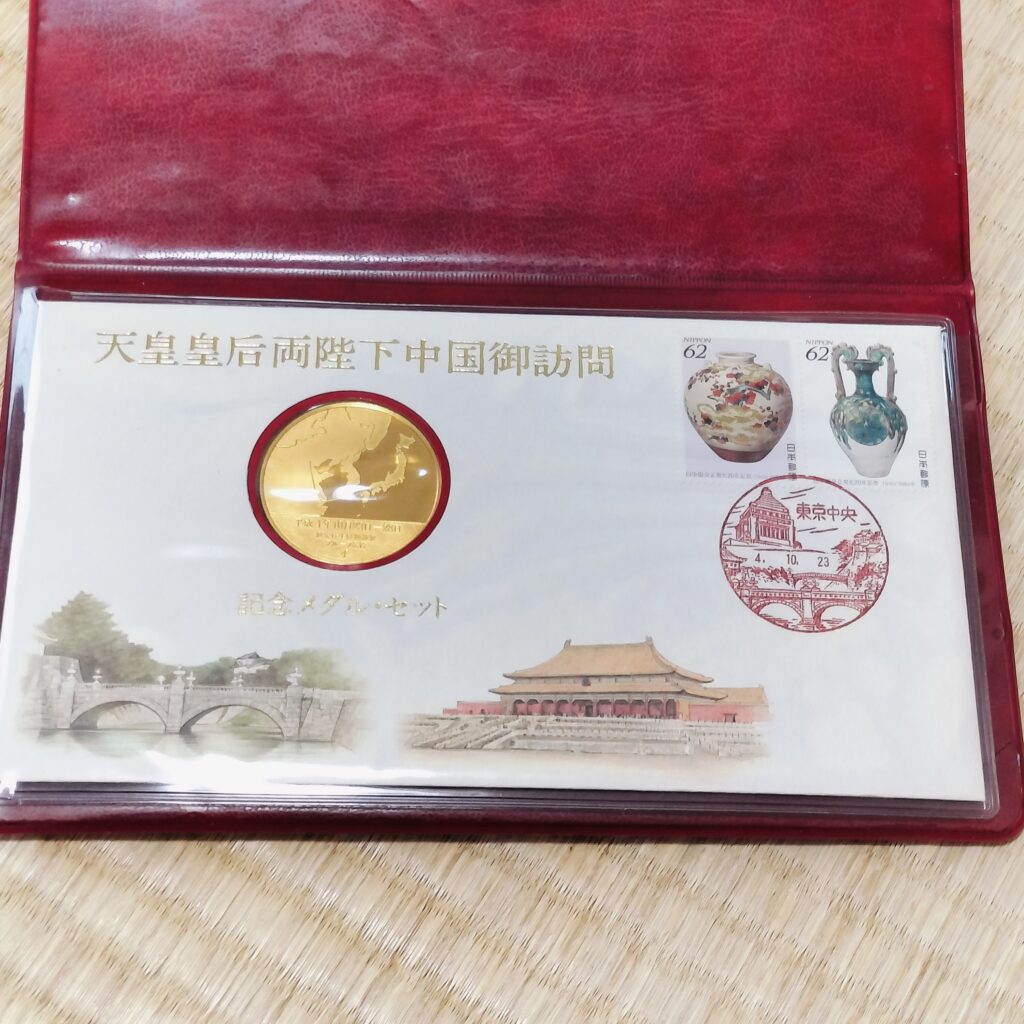 天皇皇后両陛下中国御訪問
NIPPON
62
日本郵便
NIPPON
62
日本郵便
東京中央
4. 10. 23
記念メダル・セット